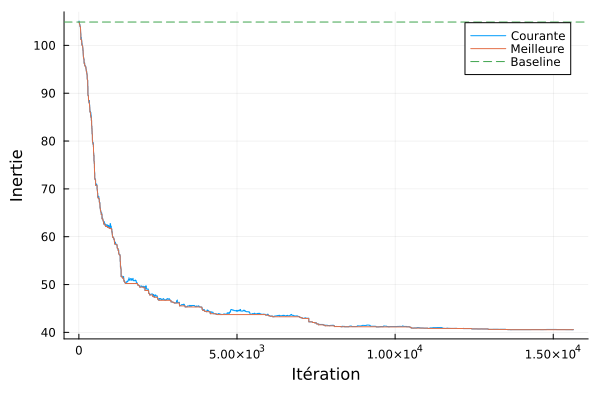 Courante
Meilleure
Baseline
Inertie
100
90
80
70
60
50
40
0
5.00×10³
1.00×10⁴
1.50×10⁴
Itération